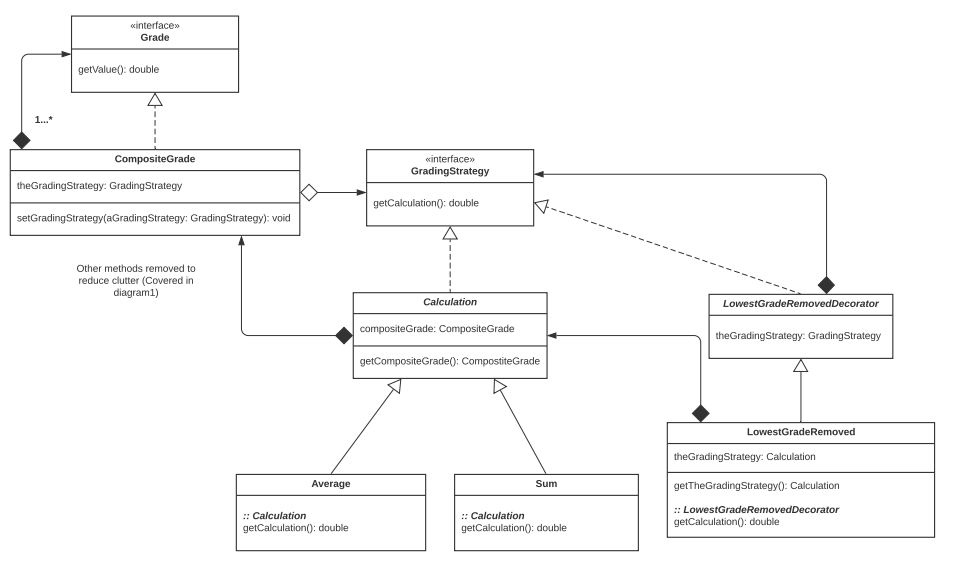 «interface»
Grade
getValue(): double
1...*
CompositeGrade
theGradingStrategy: GradingStrategy
setGradingStrategy(aGradingStrategy: GradingStrategy): void
Other methods removed to
reduce clutter (Covered in
diagram1)
«interface»
GradingStrategy
getCalculation(): double
Calculation
compositeGrade: CompositeGrade
getCompositeGrade(): CompostiteGrade
LowestGradeRemovedDecorator
theGradingStrategy: GradingStrategy
LowestGradeRemoved
theGradingStrategy: Calculation
getTheGradingStrategy(): Calculation
:: LowestGradeRemovedDecorator
getCalculation(): double
Average
:: Calculation
getCalculation(): double
Sum
:: Calculation
getCalculation(): double